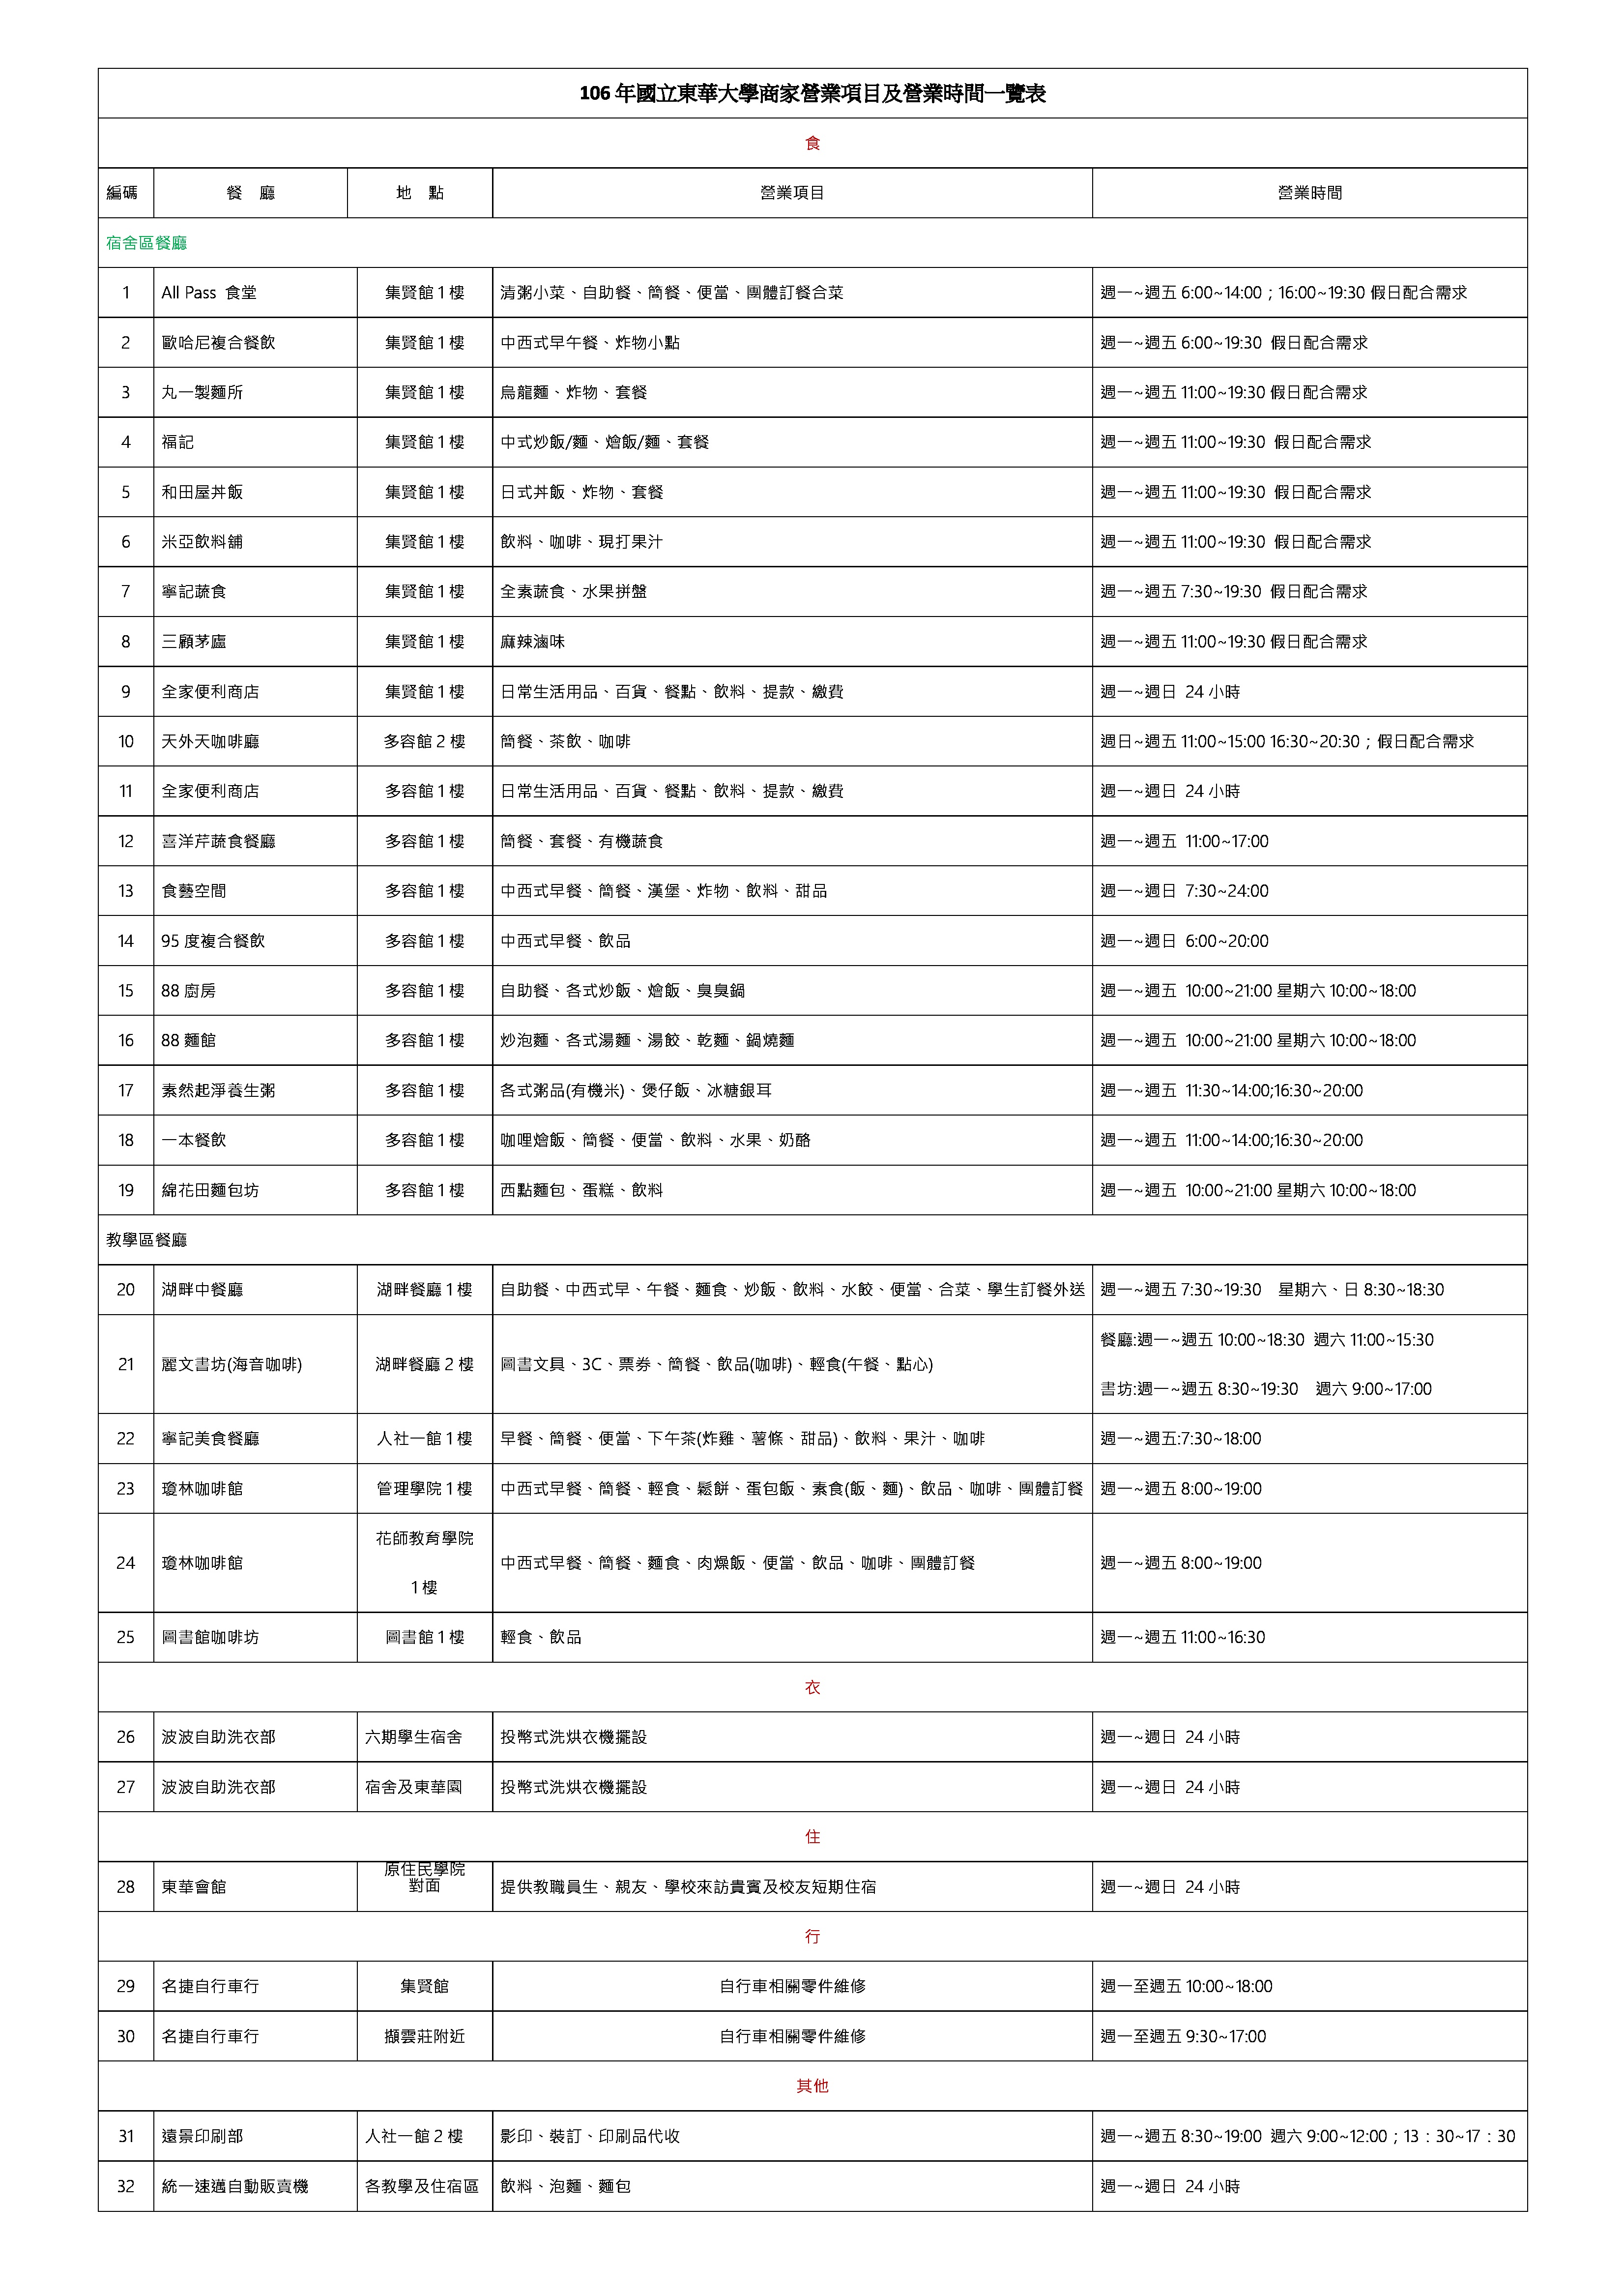 106 年國立東華大學商家營業項目及營業時間一覽表
食
編碼 餐 廳 地 點 營業項目 營業時間
宿舍區餐廳
1 All Pass 食堂 集賢館 1 樓 清粥小菜、自助餐、簡餐、便當、團體訂餐合菜 週一~週五 6:00~14:00；16:00~19:30 假日配合需求
2 歐哈尼複合餐飲 集賢館 1 樓 中西式早午餐、炸物小點 週一~週五 6:00~19:30 假日配合需求
3 丸一製麵所 集賢館 1 樓 烏龍麵、炸物、套餐 週一~週五 11:00~19:30 假日配合需求
4 福記 集賢館 1 樓 中式炒飯/麵、燴飯/麵、套餐 週一~週五 11:00~19:30 假日配合需求
5 和田屋丼飯 集賢館 1 樓 日式丼飯、炸物、套餐 週一~週五 11:00~19:30 假日配合需求
6 米亞飲料舖 集賢館 1 樓 飲料、咖啡、現打果汁 週一~週五 11:00~19:30 假日配合需求
7 寧記蔬食 集賢館 1 樓 全素蔬食、水果拼盤 週一~週五 7:30~19:30 假日配合需求
8 三顧茅廬 集賢館 1 樓 麻辣滷味 週一~週五 11:00~19:30 假日配合需求
9 全家便利商店 集賢館 1 樓 日常生活用品、百貨、餐點、飲料、提款、繳費 週一~週日 24 小時
10 天外天咖啡廳 多容館 2 樓 簡餐、茶飲、咖啡 週日~週五 11:00~15:00 16:30~20:30；假日配合需求
11 全家便利商店 多容館 1 樓 日常生活用品、百貨、餐點、飲料、提款、繳費 週一~週日 24 小時
12 喜洋芹蔬食餐廳 多容館 1 樓 簡餐、套餐、有機蔬食 週一~週五 11:00~17:00
13 食藝空間 多容館 1 樓 中西式早餐、簡餐、漢堡、炸物、飲料、甜品 週一~週日 7:30~24:00
14 95 度複合餐飲 多容館 1 樓 中西式早餐、飲品 週一~週日 6:00~20:00
15 88 廚房 多容館 1 樓 自助餐、各式炒飯、燴飯、臭臭鍋 週一~週五 10:00~21:00 星期六 10:00~18:00
16 88 麵館 多容館 1 樓 炒泡麵、各式湯麵、湯餃、乾麵、鍋燒麵 週一~週五 10:00~21:00 星期六 10:00~18:00
17 素然起淨養生粥 多容館 1 樓 各式粥品(有機米)、煲仔飯、冰糖銀耳 週一~週五 11:30~14:00;16:30~20:00
18 一本餐飲 多容館 1 樓 咖哩燴飯、簡餐、便當、飲料、水果、奶酪 週一~週五 11:00~14:00;16:30~20:00
19 綿花田麵包坊 多容館 1 樓 西點麵包、蛋糕、飲料 週一~週五 10:00~21:00 星期六 10:00~18:00
教學區餐廳
20 湖畔中餐廳 湖畔餐廳 1 樓 自助餐、中西式早、午餐、麵食、炒飯、飲料、水餃、便當、合菜、學生訂餐外送 週一~週五 7:30~19:30 星期六、日 8:30~18:30
餐廳:週一~週五 10:00~18:30 週六 11:00~15:30
21 麗文書坊(海音咖啡) 湖畔餐廳 2 樓 圖書文具、3C、票券、簡餐、飲品(咖啡)、輕食(午餐、點心)
書坊:週一~週五 8:30~19:30 週六 9:00~17:00
22 寧記美食餐廳 人社一館 1 樓 早餐、簡餐、便當、下午茶(炸雞、薯條、甜品)、飲料、果汁、咖啡 週一~週五:7:30~18:00
23 瓊林咖啡館 管理學院 1 樓 中西式早餐、簡餐、輕食、鬆餅、蛋包飯、素食(飯、麵)、飲品、咖啡、團體訂餐 週一~週五 8:00~19:00
花師教育學院
24 瓊林咖啡館 中西式早餐、簡餐、麵食、肉燥飯、便當、飲品、咖啡、團體訂餐 週一~週五 8:00~19:00
1 樓
25 圖書館咖啡坊 圖書館 1 樓 輕食、飲品 週一~週五 11:00~16:30
衣
26 波波自助洗衣部 六期學生宿舍 投幣式洗烘衣機擺設 週一~週日 24 小時
27 波波自助洗衣部 宿舍及東華園 投幣式洗烘衣機擺設 週一~週日 24 小時
住
原住民學院
28 東華會館 對面 提供教職員生、親友、學校來訪貴賓及校友短期住宿 週一~週日 24 小時
行
29 名捷自行車行 集賢館 自行車相關零件維修 週一至週五 10:00~18:00
30 名捷自行車行 擷雲莊附近 自行車相關零件維修 週一至週五 9:30~17:00
其他
31 遠景印刷部 人社一館 2 樓 影印、裝訂、印刷品代收 週一~週五 8:30~19:00 週六 9:00~12:00；13：30~17：30
32 統一速邁自動販賣機 各教學及住宿區 飲料、泡麵、麵包 週一~週日 24 小時